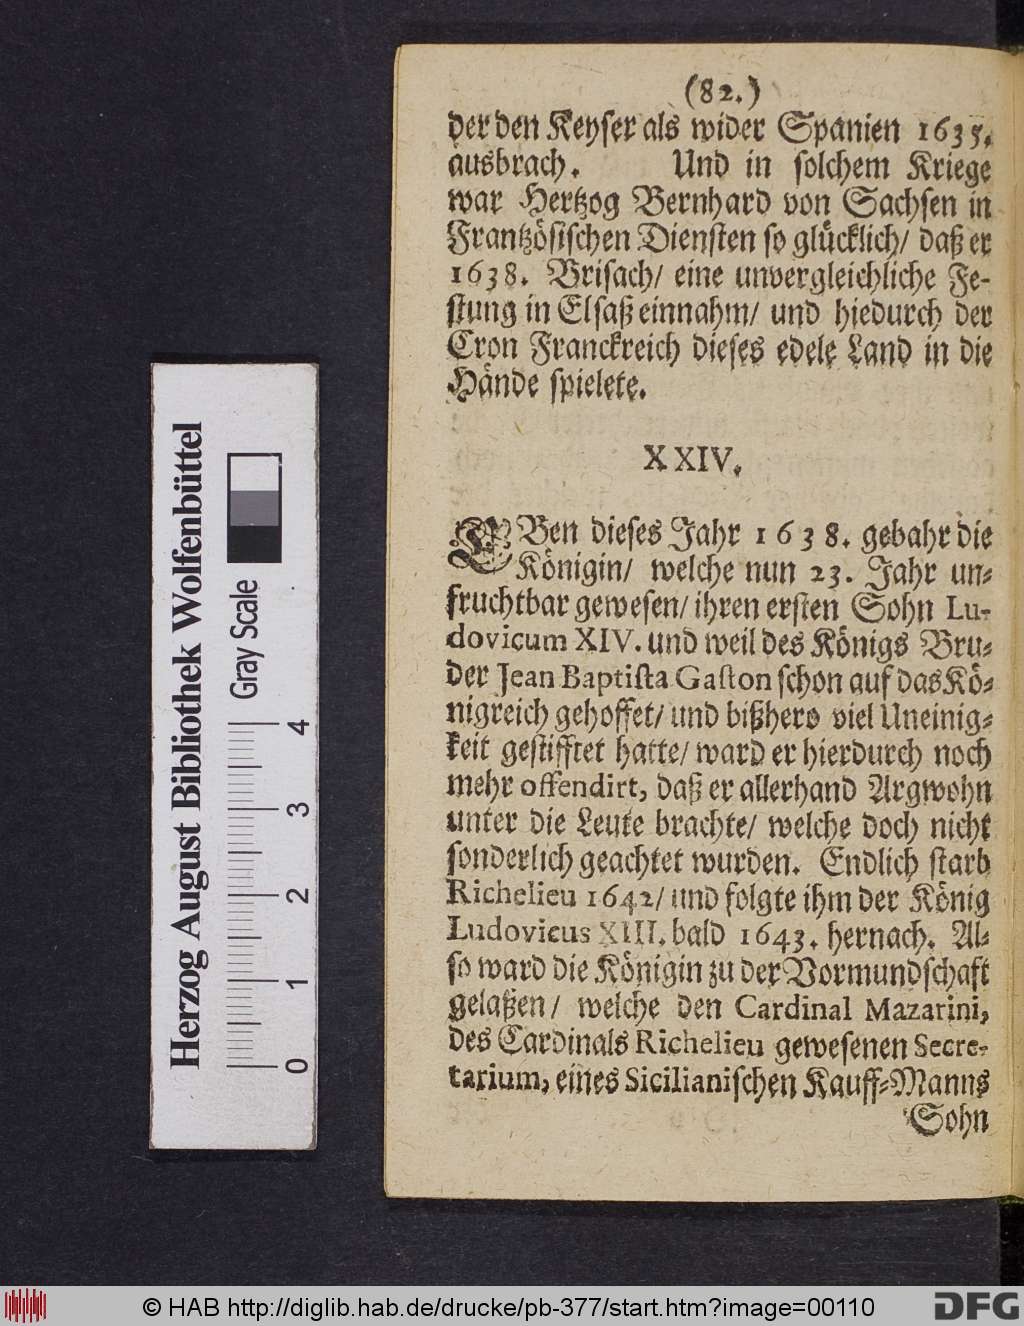 (82.)
der den Keyser als wider Spanien 1635.
ausbrach. Und in solchem Kriege
war Hertzog Bernhard von Sachsen in
Frantzösischen Diensten so glücklich/ daß er
1638. Brisach/ eine unvergleichliche Fe-
stung in Elsaß einnahm/ und hiedurch der
Cron Franckreich dieses edele Land in die
Hände spielete.
XXIV.
EBen dieses Jahr 1638. gebahr die
Königin/ welche nun 23. Jahr un-
fruchtbar gewesen/ ihren ersten Sohn Lu-
dovicum XIV. und weil des Königs Bru-
der Jean Baptista Gaston schon auf das Kö-
nigreich gehoffet/ und bißhero viel Uneinig-
keit gestifftet hatte/ ward er hierdurch noch
mehr offendirt, daß er allerhand Argwohn
unter die Leute brachte/ welche doch nicht
sonderlich geachtet wurden. Endlich starb
Richelieu 1642/ und folgte ihm der König
Ludovicus XIII. bald 1643. hernach. Al-
so ward die Königin zu der Vormundschaft
gelaßen/ welche den Cardinal Mazarini,
des Cardinals Richelieu gewesenen Secre-
tarium, eines Sicilianischen Kauff-Manns
Sohn
Herzog August Bibliothek Wolfenbüttel
Gray Scale
0 1 2 3 4
© HAB http://diglib.hab.de/drucke/pb-377/start.htm?image=00110
DFG